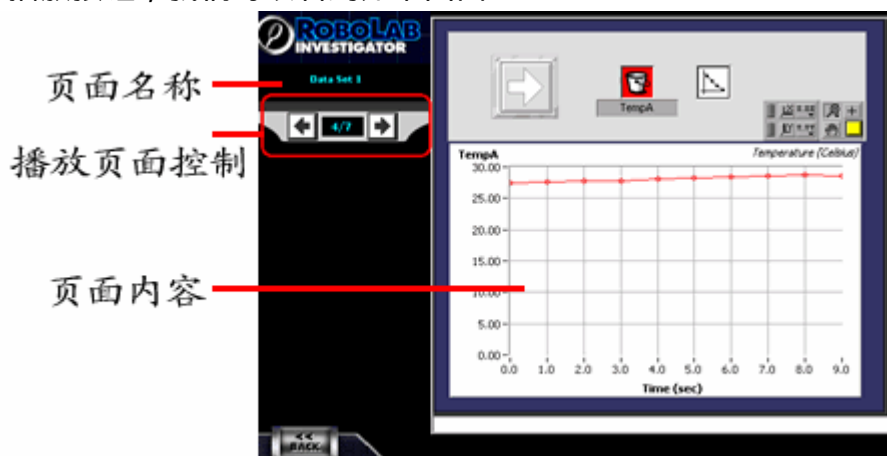 ROBOLAB
INVESTIGATOR
页面名称
Data Set 1
4/7
播放页面控制
TempA
TempA
Temperature (Celsius)
30.00
25.00
20.00
15.00
页面内容
10.00
5.00
0.00
0.0 1.0 2.0 3.0 4.0 5.0 6.0 7.0 8.0 9.0
Time (sec)
<<
BACK